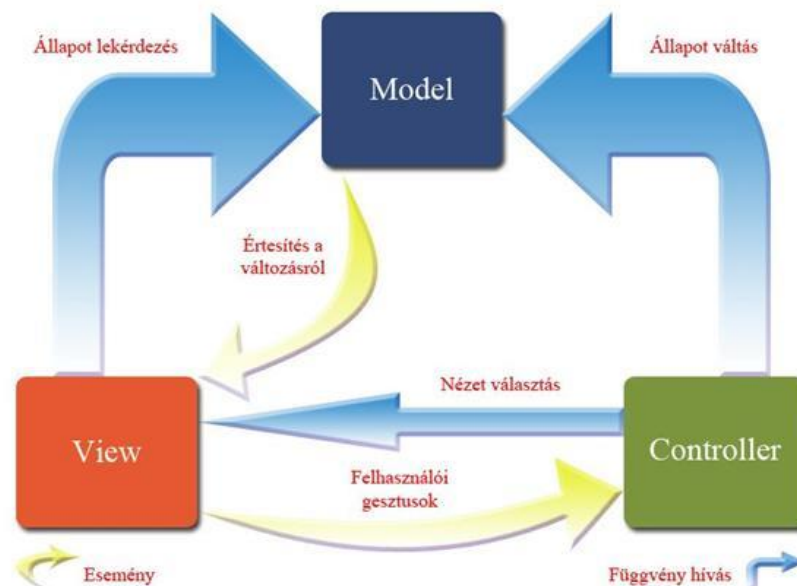 Állapot lekérdezés
Model
Állapot váltás
Értesítés a
változásról
Nézet választás
View
Controller
Felhasználói
gesztusok
Esemény
Függvény hívás